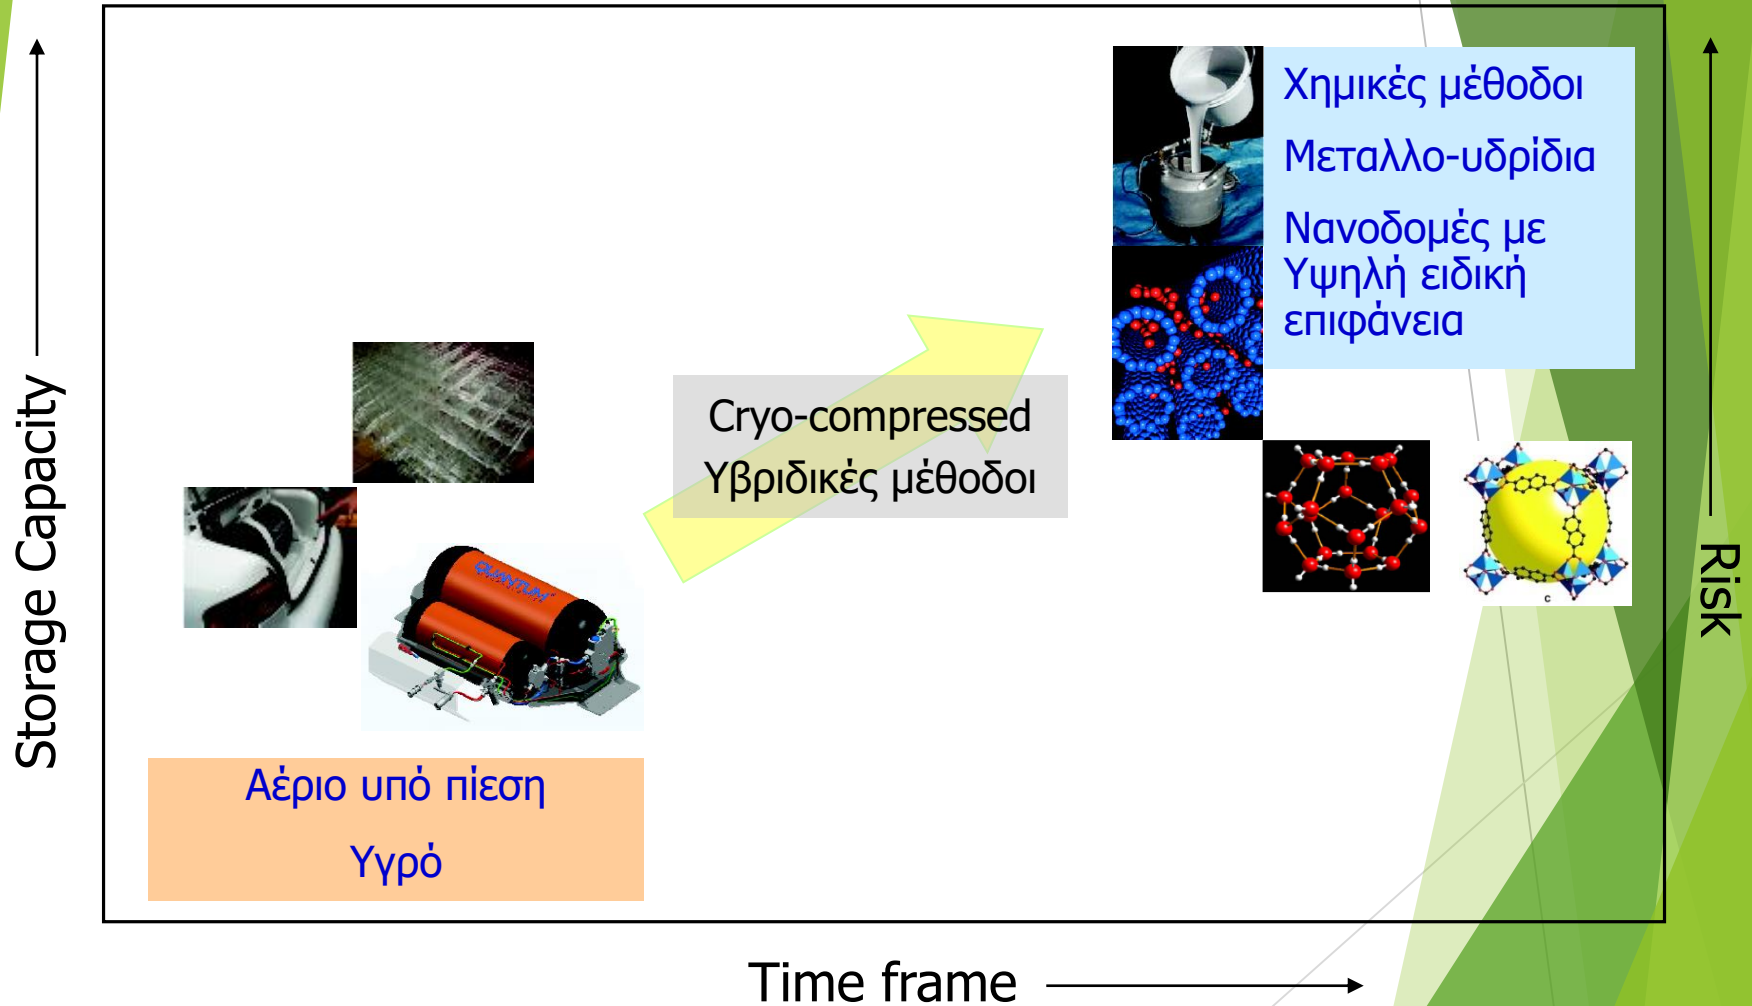 Χημικές μέθοδοι
Μεταλλο-υδρίδια
Νανοδομές με
Υψηλή ειδική
επιφάνεια
Storage Capacity
Cryo-compressed
Υβριδικές μέθοδοι
QUANTUM
c
Risk
Αέριο υπό πίεση
Υγρό
Time frame